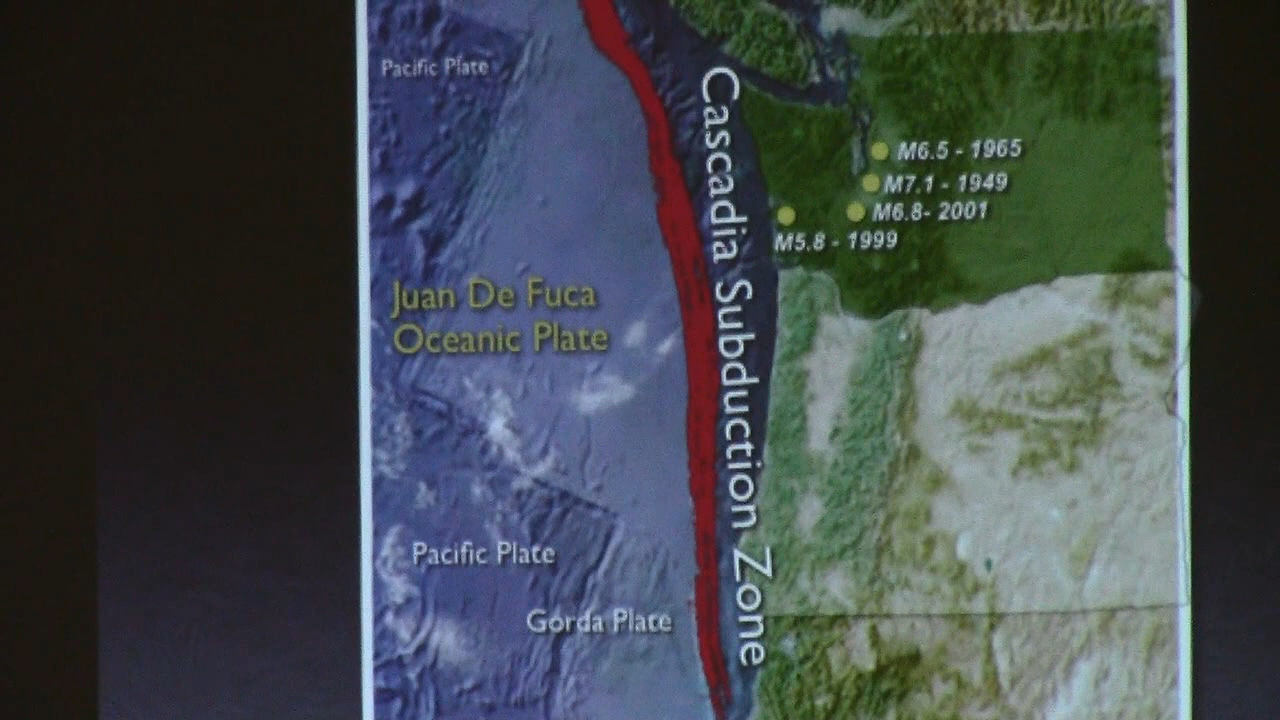 Pacific Plate
Cascadia Subduction Zone
M6.5 - 1965
M7.1 - 1949
M6.8- 2001
M5.8 - 1999
Juan De Fuca
Oceanic Plate
Pacific Plate
Gorda Plate